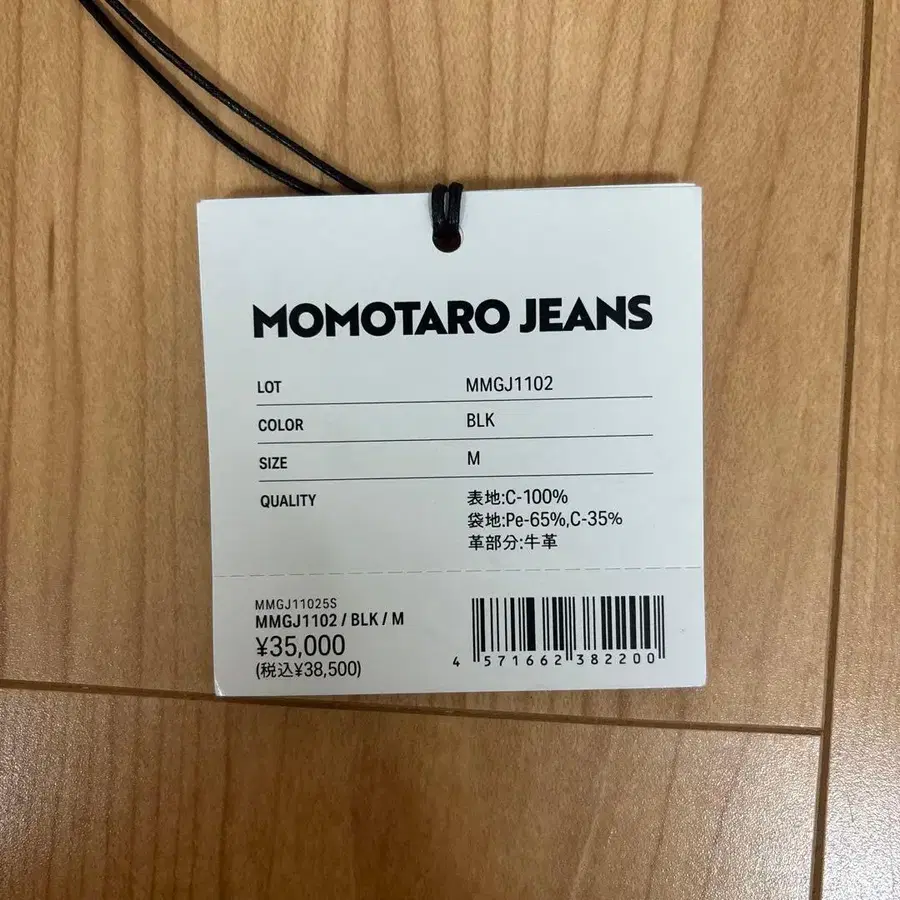 MOMOTARO JEANS
LOT MMGJ1102
COLOR BLK
SIZE M
QUALITY 表地:C-100%
袋地:Pe-65%,C-35%
革部分:牛革
MMGJ11025S
MMGJ1102 / BLK / M
¥35,000
(税込¥38,500)
4 571662 382200